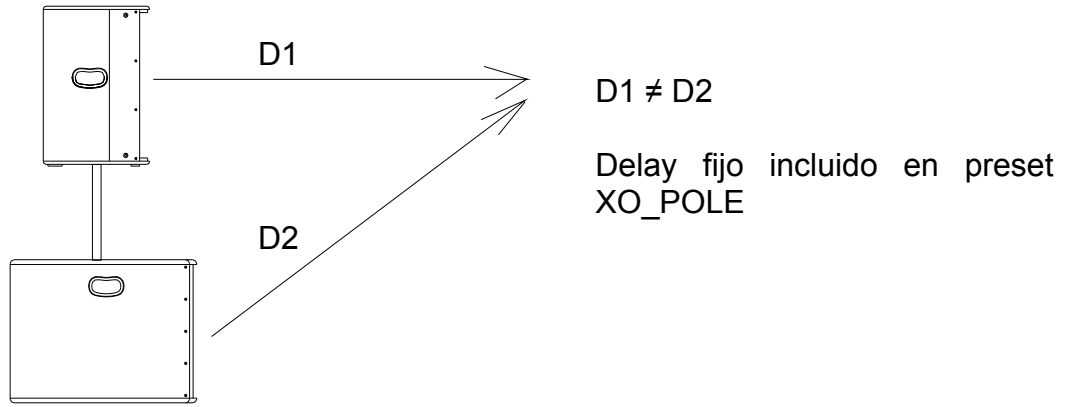 D1
D1 ≠ D2
Delay fijo incluido en preset
XO_POLE
D2